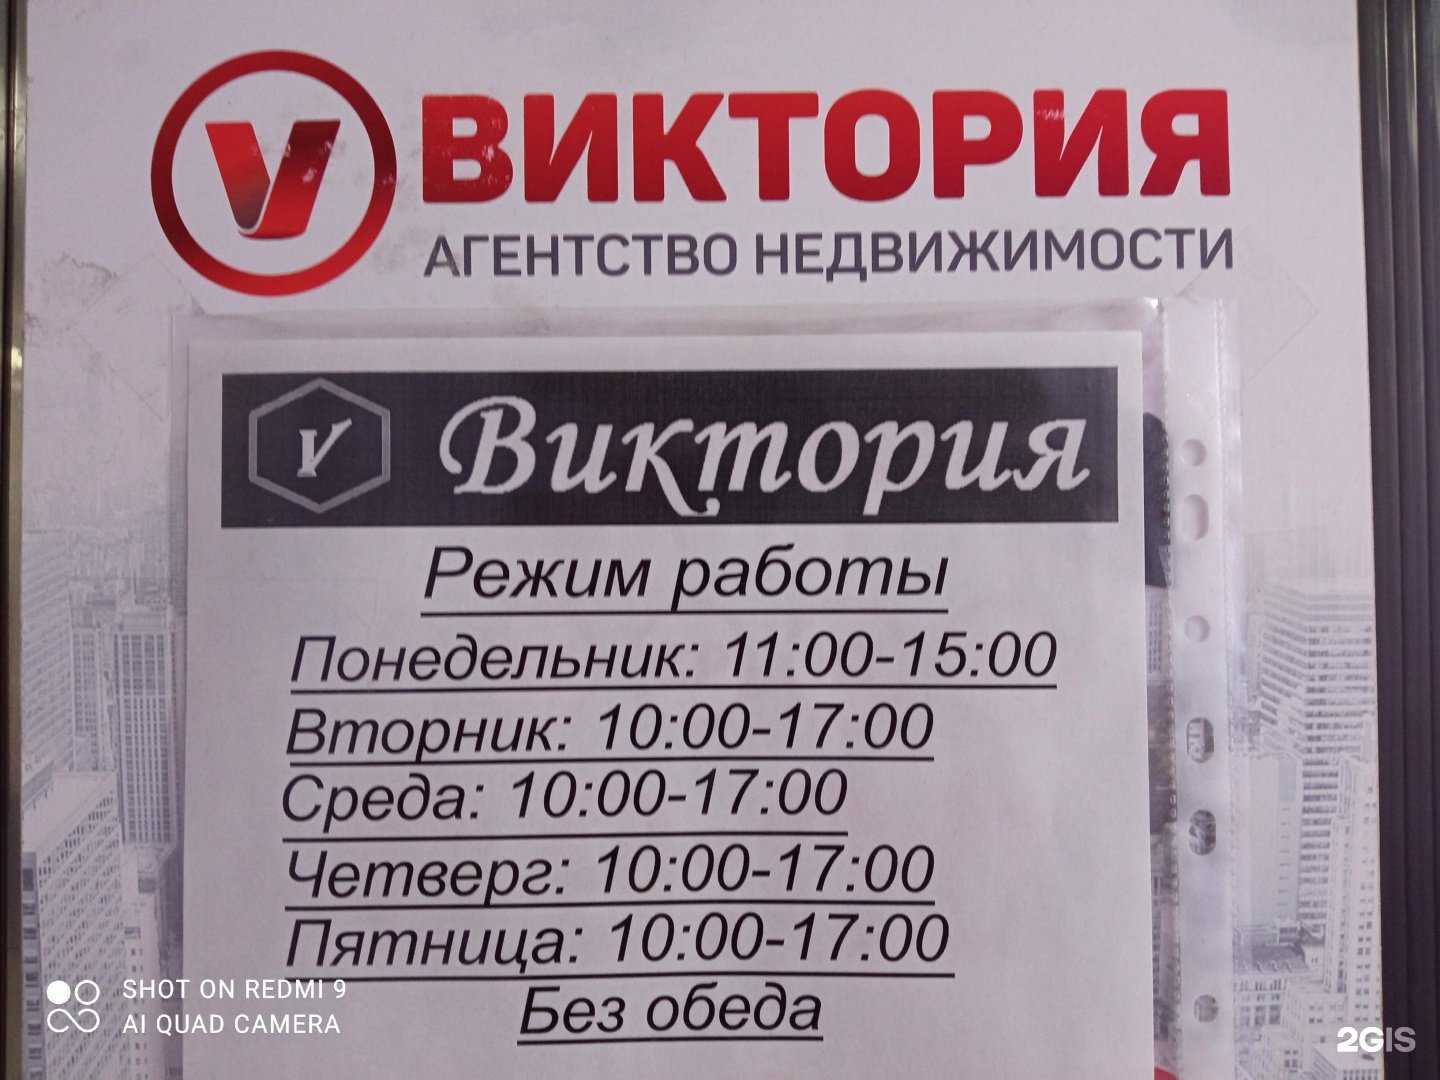 V ВИКТОРИЯ
АГЕНТСТВО НЕДВИЖИМОСТИ
V Виктория
Режим работы
Понедельник: 11:00-15:00
Вторник: 10:00-17:00
Среда: 10:00-17:00
Четверг: 10:00-17:00
Пятница: 10:00-17:00
Без обеда
SHOT ON REDMI 9
AI QUAD CAMERA
2GIS